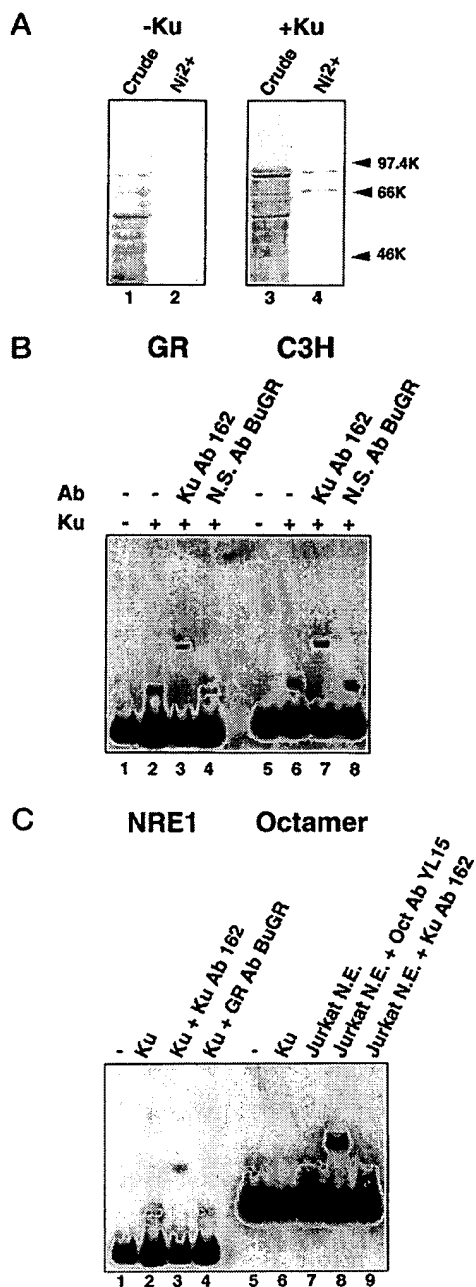 A
-Ku +Ku
Crude Ni2+ Crude Ni2+
97.4K
66K
46K
1 2 3 4
B GR C3H
Ku Ab 162 N.S. Ab BuGR Ku Ab 162 N.S. Ab BuGR
Ab - - - -
Ku - + + + - + + +
1 2 3 4 5 6 7 8
C NRE1 Octamer
- Ku Ku + Ku Ab 162 Ku + GR Ab BuGR - Ku Jurkat N.E. Jurkat N.E. + Oct Ab YL15 Jurkat N.E. + Ku Ab 162
1 2 3 4 5 6 7 8 9